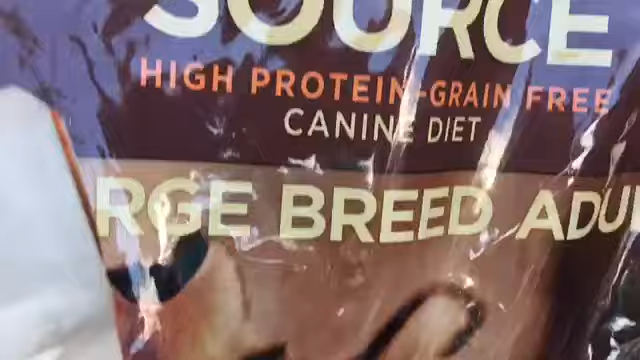 SOURCE
HIGH PROTEIN-GRAIN FREE
CANINE DIET
RGE BREED ADU